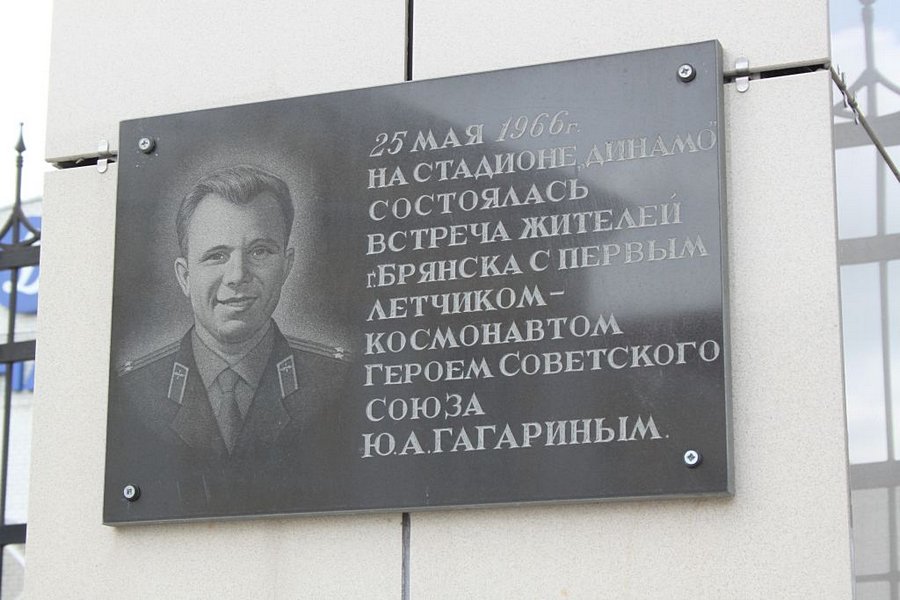 25 МАЯ 1966г.
НА СТАДИОНЕ „ДИНАМО"
СОСТОЯЛАСЬ
ВСТРЕЧА ЖИТЕЛЕЙ
г.БРЯНСКА С ПЕРВЫМ
ЛЕТЧИКОМ–
КОСМОНАВТОМ
ГЕРОЕМ СОВЕТСКОГО
СОЮЗА
Ю.А.ГАГАРИНЫМ.